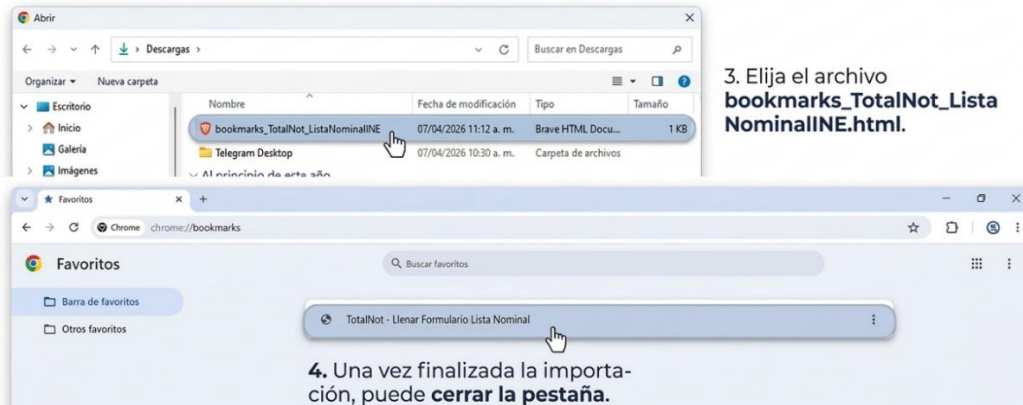 Abrir
Descargas
Buscar en Descargas
Organizar
Nueva carpeta
Escritorio
Inicio
Galería
Imágenes
Nombre
Fecha de modificación
Tipo
Tamaño
bookmarks_TotalNot_ListaNominalINE
07/04/2026 11:12 a. m.
Brave HTML Docu...
1 KB
Telegram Desktop
07/04/2026 10:30 a. m.
Carpeta de archivos
Al principio de este año
3. Elija el archivo
bookmarks_TotalNot_Lista
NominalINE.html.
Favoritos
Chrome
chrome://bookmarks
Favoritos
Buscar favoritos
Barra de favoritos
Otros favoritos
TotalNot - Llenar Formulario Lista Nominal
4. Una vez finalizada la importa-
ción, puede cerrar la pestaña.